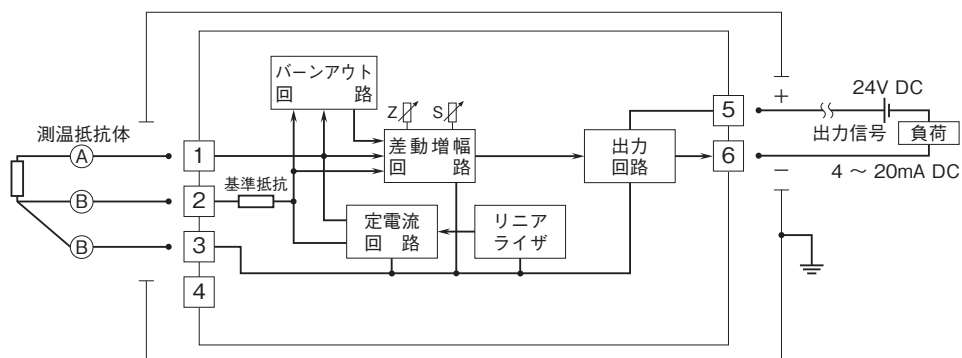 測温抵抗体
A
B
B
1
2
3
4
基準抵抗
バーンアウト
回路
Z
S
差動増幅
回路
定電流
回路
リニア
ライザ
出力
回路
5
6
+
−
24V DC
出力信号
負荷
4 ～ 20mA DC